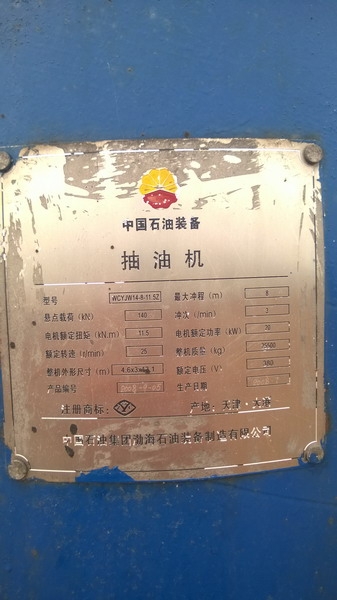 中国石油装备
抽油机
型号 WCYJW14-8-11.5Z 最大冲程 (m) 8
悬点载荷 (kN) 140 冲次 (/min) 3
电机额定扭矩 (kN.m) 11.5 电机额定功率 (kW)
额定转速 (r/min) 25 整机质量 (kg) 25500
整机外形尺寸 (m) 额定电压 (V) 380
产品编号 生产日期
注册商标: 产地: 天津·大港
中国石油集团渤海石油装备制造有限公司